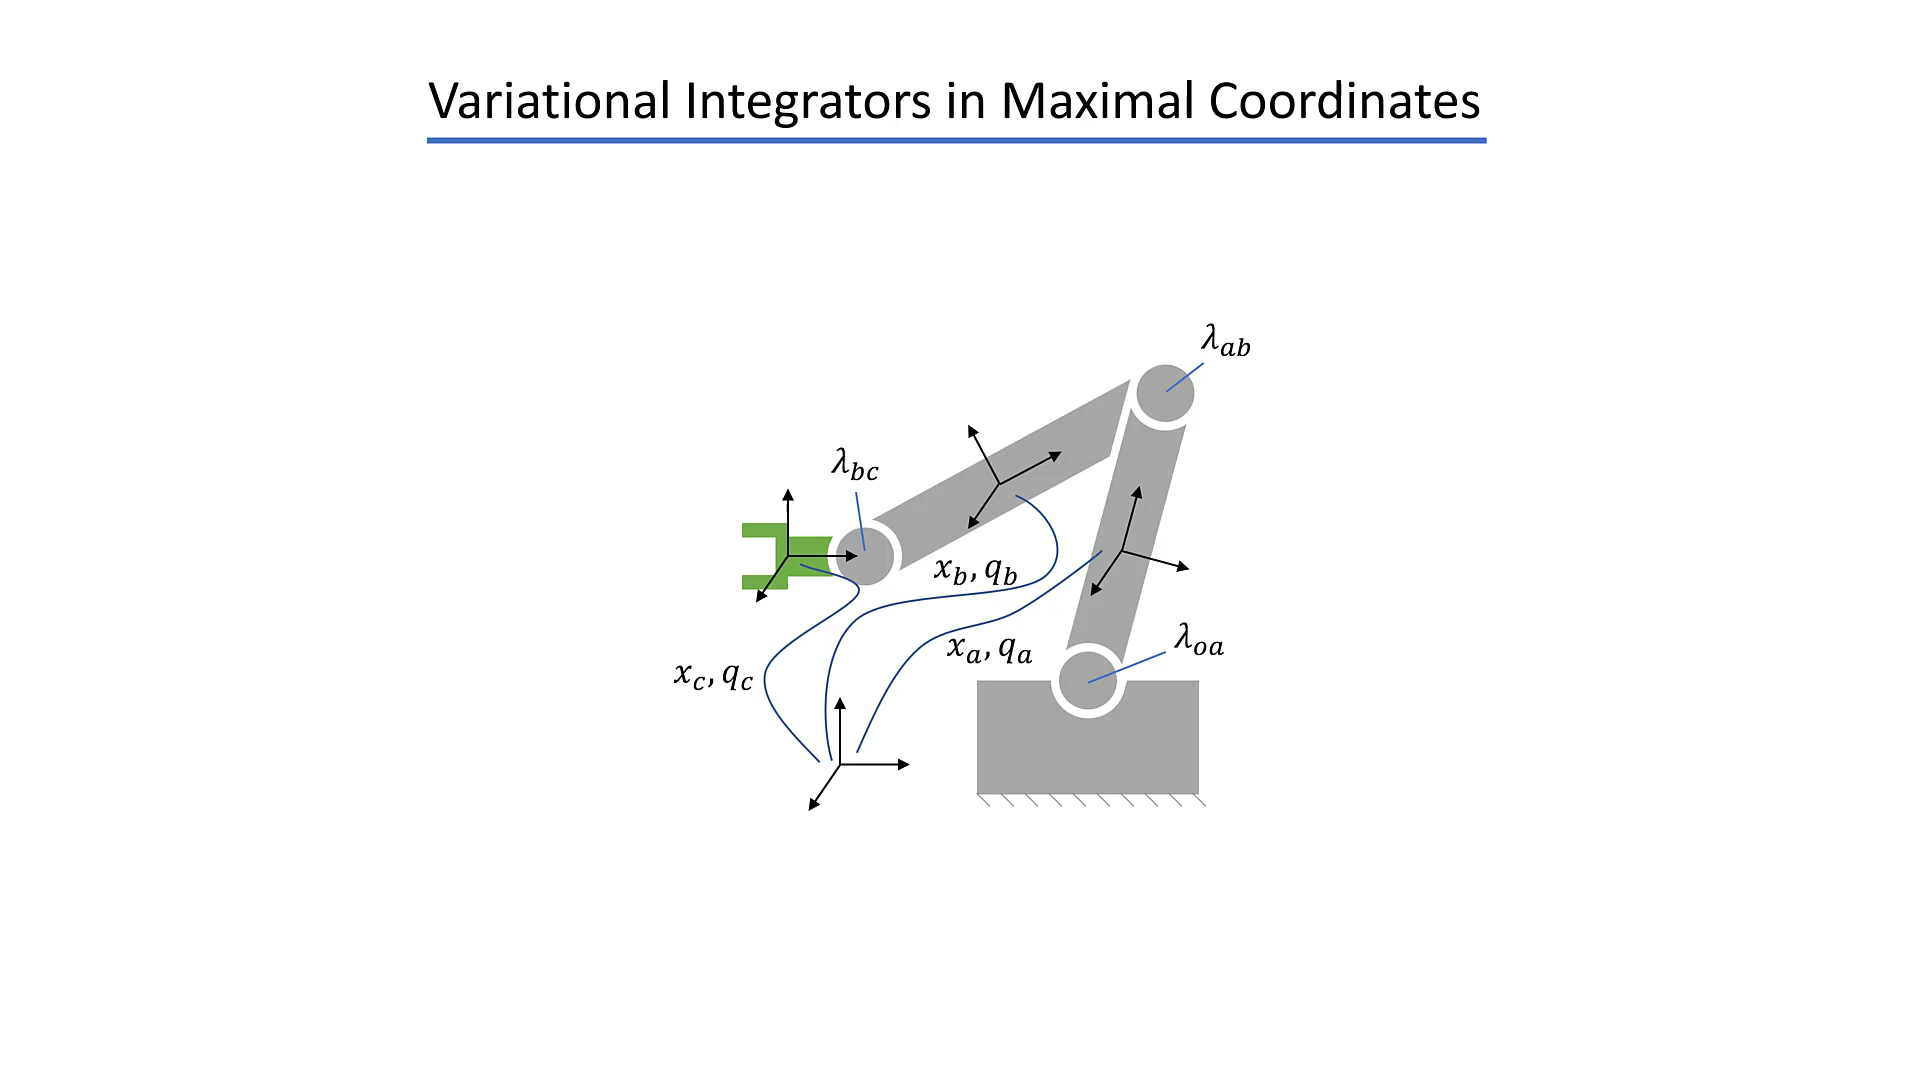 Variational Integrators in Maximal Coordinates
λ_ab
λ_bc
x_b, q_b
λ_oa
x_a, q_a
x_c, q_c